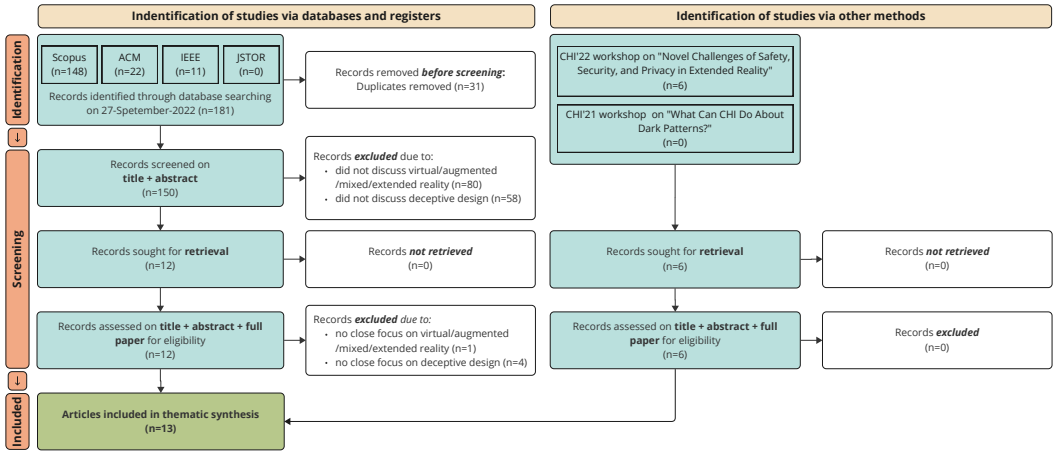 Indentification of studies via databases and registers
Identification of studies via other methods
Identification
Scopus
(n=148)
ACM
(n=22)
IEEE
(n=11)
JSTOR
(n=0)
Records identified through database searching
on 27-Spetember-2022 (n=181)
Records removed before screening:
Duplicates removed (n=31)
CHI'22 workshop on "Novel Challenges of Safety,
Security, and Privacy in Extended Reality"
(n=6)
CHI'21 workshop on "What Can CHI Do About
Dark Patterns?"
(n=0)
Screening
Records screened on
title + abstract
(n=150)
Records excluded due to:
• did not discuss virtual/augmented
/mixed/extended reality (n=80)
• did not discuss deceptive design (n=58)
Records sought for retrieval
(n=12)
Records not retrieved
(n=0)
Records sought for retrieval
(n=6)
Records not retrieved
(n=0)
Records assessed on title + abstract + full
paper for eligibility
(n=12)
Records excluded due to:
• no close focus on virtual/augmented
/mixed/extended reality (n=1)
• no close focus on deceptive design (n=4)
Records assessed on title + abstract + full
paper for eligibility
(n=6)
Records excluded
(n=0)
Included
Articles included in thematic synthesis
(n=13)